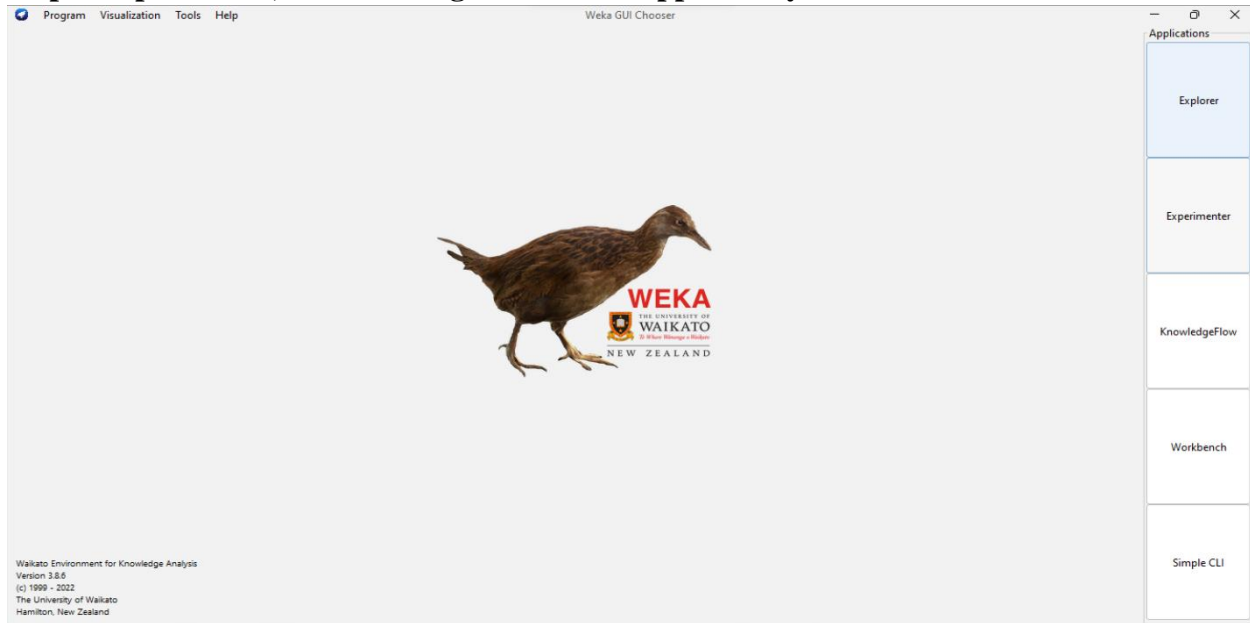 Program Visualization Tools Help
Weka GUI Chooser
Applications
Explorer
Experimenter
KnowledgeFlow
Workbench
Simple CLI
WEKA
THE UNIVERSITY OF
WAIKATO
NEW ZEALAND
Waikato Environment for Knowledge Analysis
Version 3.8.6
(c) 1999 - 2022
The University of Waikato
Hamilton, New Zealand